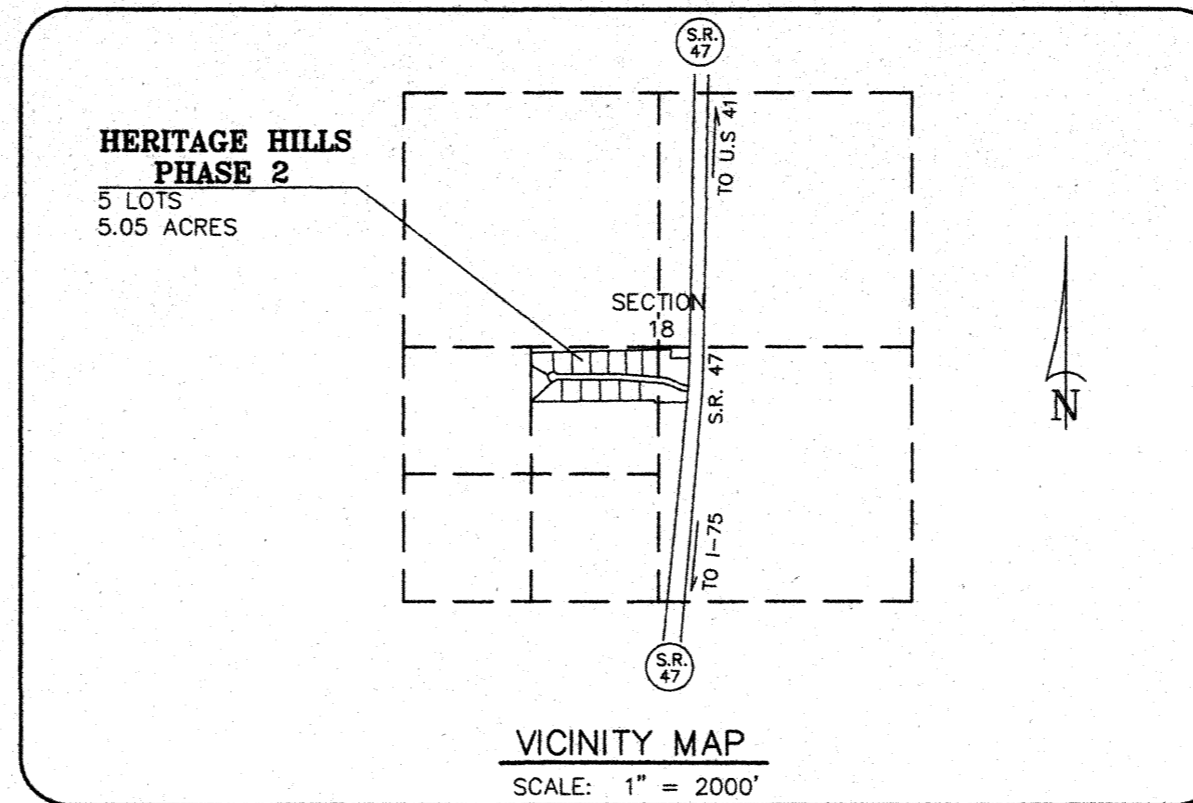 S.R.
47
HERITAGE HILLS
PHASE 2
5 LOTS
5.05 ACRES
TO U.S 41
SECTION
18
S.R. 47
N
TO I-75
S.R.
47
VICINITY MAP
SCALE: 1" = 2000'